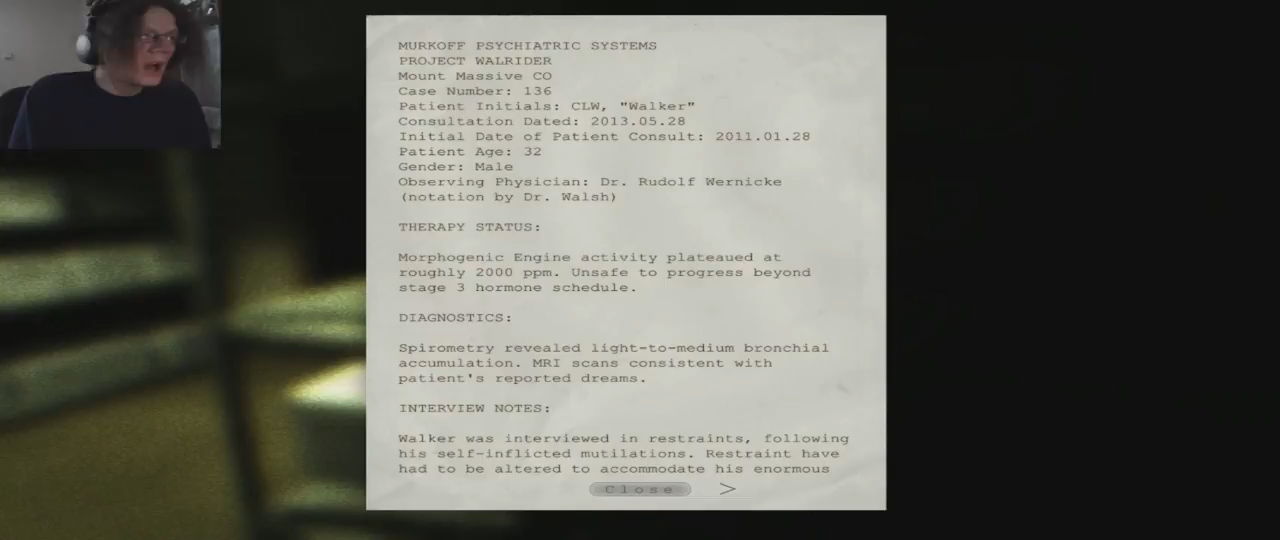 MURKOFF PSYCHIATRIC SYSTEMS
PROJECT WALRIDER
Mount Massive CO
Case Number: 136
Patient Initials: CLW, "Walker"
Consultation Dated: 2013.05.28
Initial Date of Patient Consult: 2011.01.28
Patient Age: 32
Gender: Male
Observing Physician: Dr. Rudolf Wernicke
(notation by Dr. Walsh)
THERAPY STATUS:
Morphogenic Engine activity plateaued at
roughly 2000 ppm. Unsafe to progress beyond
stage 3 hormone schedule.
DIAGNOSTICS:
Spirometry revealed light-to-medium bronchial
accumulation. MRI scans consistent with
patient's reported dreams.
INTERVIEW NOTES:
Walker was interviewed in restraints, following
his self-inflicted mutilations. Restraint have
had to be altered to accommodate his enormous
Close >